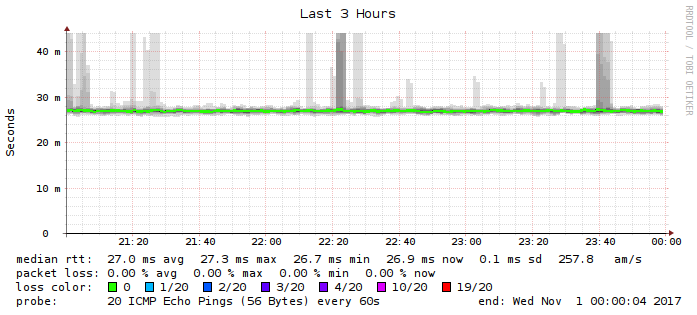 Last 3 Hours
RRDTOOL / TOBI OETIKER
Seconds
40 m
30 m
20 m
10 m
0
21:20 21:40 22:00 22:20 22:40 23:00 23:20 23:40 00:00
median rtt: 27.0 ms avg 27.3 ms max 26.7 ms min 26.9 ms now 0.1 ms sd 257.8 am/s
packet loss: 0.00 % avg 0.00 % max 0.00 % min 0.00 % now
loss color: 0 1/20 2/20 3/20 4/20 10/20 19/20
probe: 20 ICMP Echo Pings (56 Bytes) every 60s end: Wed Nov 1 00:00:04 2017